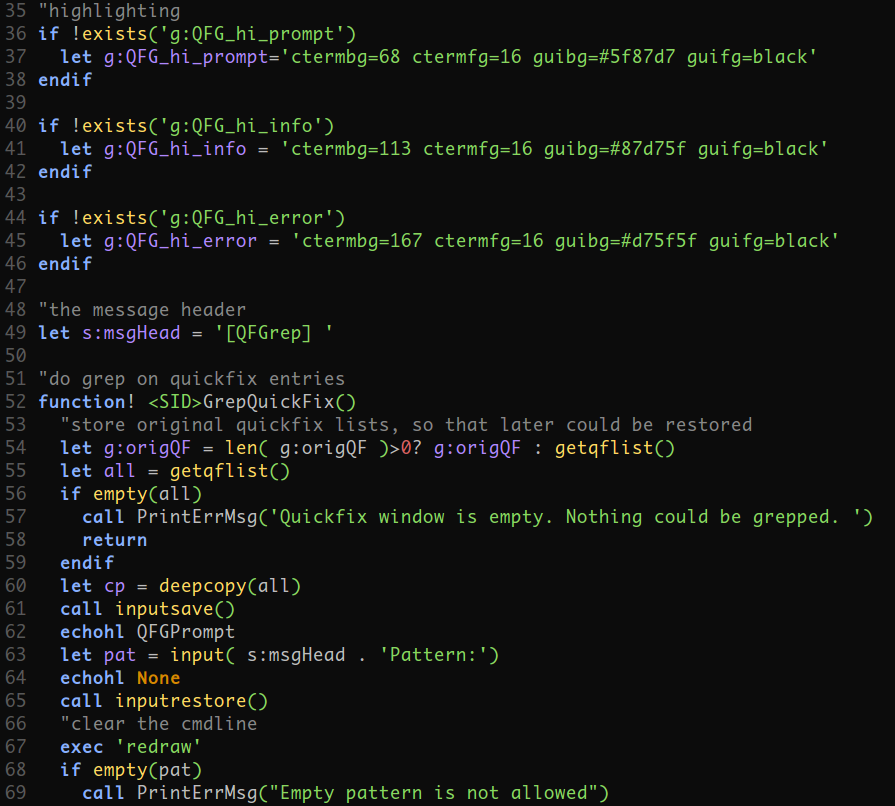 35 "highlighting
36 if !exists('g:QFG_hi_prompt')
37   let g:QFG_hi_prompt='ctermbg=68 ctermfg=16 guibg=#5f87d7 guifg=black'
38 endif
39
40 if !exists('g:QFG_hi_info')
41   let g:QFG_hi_info = 'ctermbg=113 ctermfg=16 guibg=#87d75f guifg=black'
42 endif
43
44 if !exists('g:QFG_hi_error')
45   let g:QFG_hi_error = 'ctermbg=167 ctermfg=16 guibg=#d75f5f guifg=black'
46 endif
47
48 "the message header
49 let s:msgHead = '[QFGrep] '
50
51 "do grep on quickfix entries
52 function! <SID>GrepQuickFix()
53   "store original quickfix lists, so that later could be restored
54   let g:origQF = len( g:origQF )>0? g:origQF : getqflist()
55   let all = getqflist()
56   if empty(all)
57     call PrintErrMsg('Quickfix window is empty. Nothing could be grepped. ')
58     return
59   endif
60   let cp = deepcopy(all)
61   call inputsave()
62   echohl QFGPrompt
63   let pat = input( s:msgHead . 'Pattern:')
64   echohl None
65   call inputrestore()
66   "clear the cmdline
67   exec 'redraw'
68   if empty(pat)
69     call PrintErrMsg("Empty pattern is not allowed")